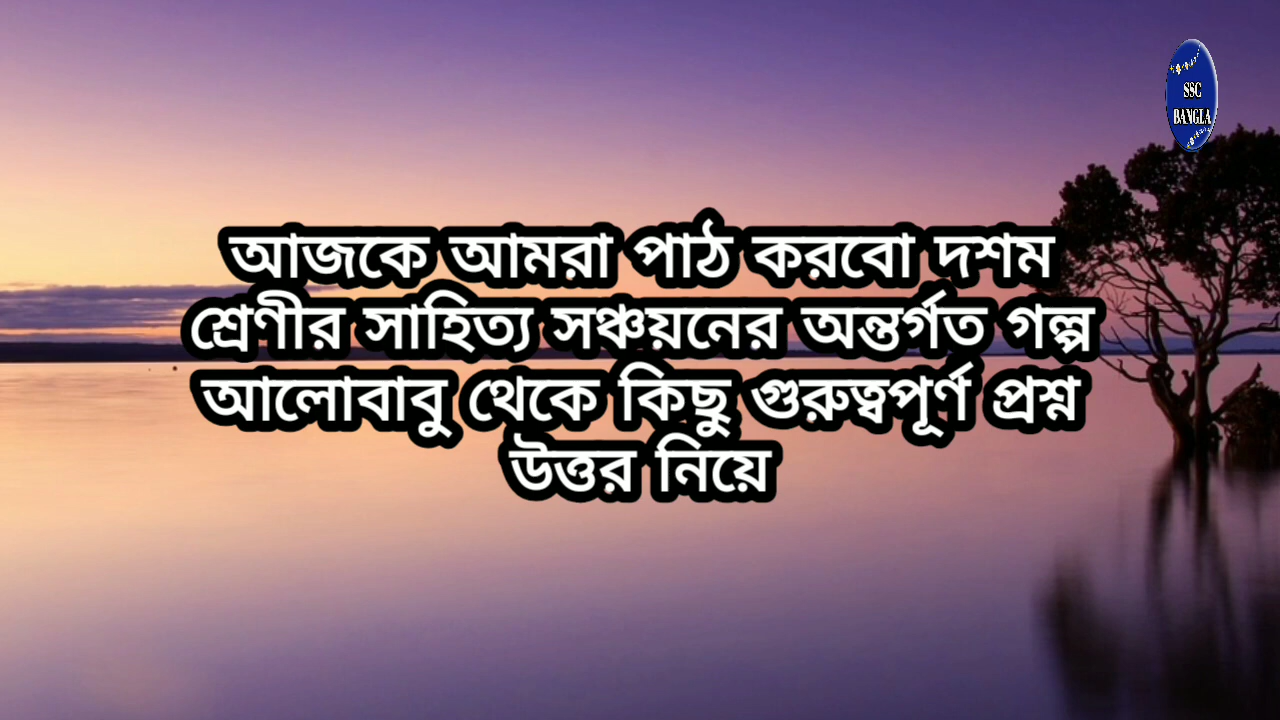 SSC
BANGLA
আজকে আমরা পাঠ করবো দশম
শ্রেণীর সাহিত্য সঞ্চয়নের অন্তর্গত গল্প
আলোবাবু থেকে কিছু গুরুত্বপূর্ণ প্রশ্ন
উত্তর নিয়ে